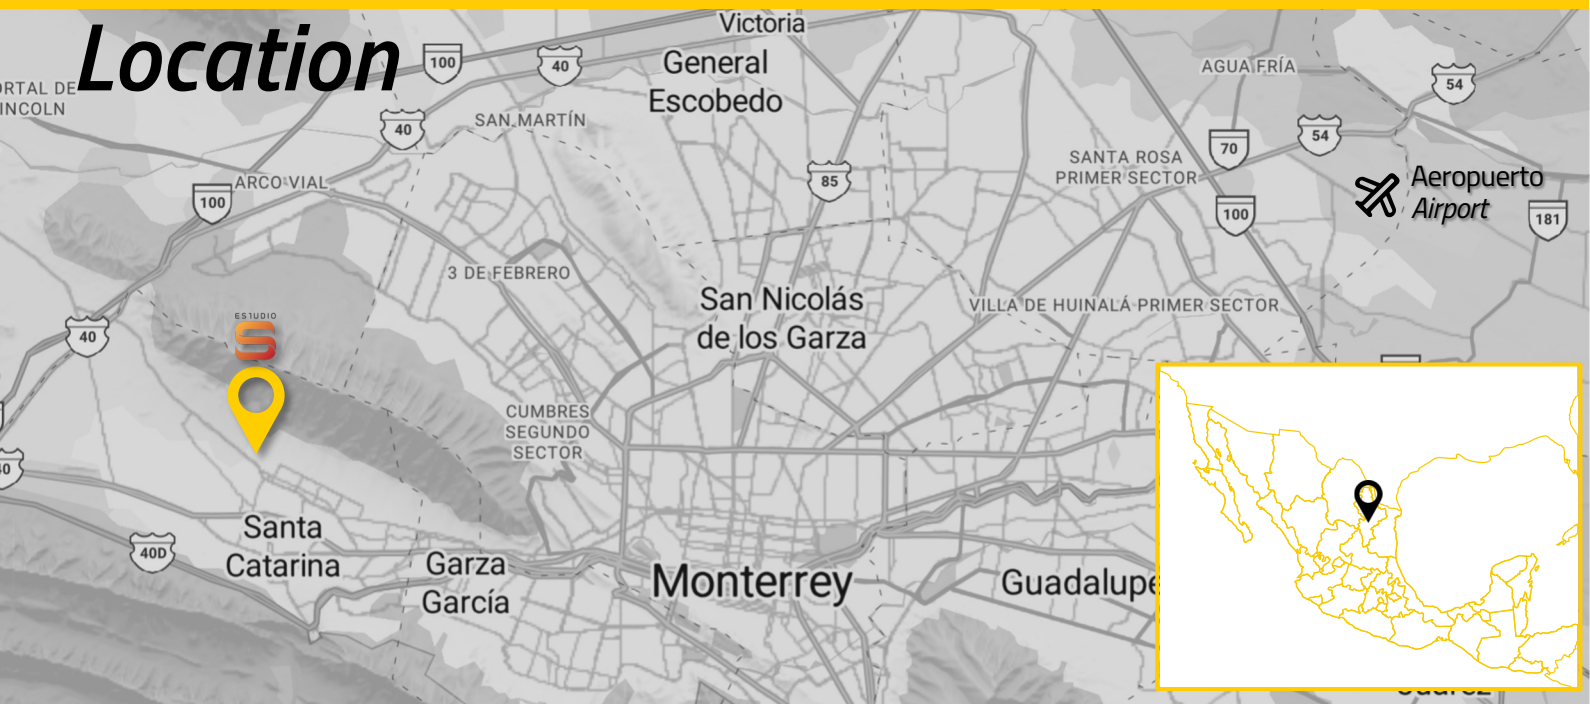 Location
Victoria
General
Escobedo
100
40
AGUA FRÍA
54
ORTAL DE
INCOLN
40
SAN MARTÍN
54
70
SANTA ROSA
PRIMER SECTOR
85
ARCO VIAL
100
Aeropuerto
Airport
100
181
3 DE FEBRERO
San Nicolás
de los Garza
VILLA DE HUINALÁ PRIMER SECTOR
40
ESTUDIO
S
CUMBRES
SEGUNDO
SECTOR
40
Santa
Catarina
40D
Garza
García
Monterrey
Guadalupe